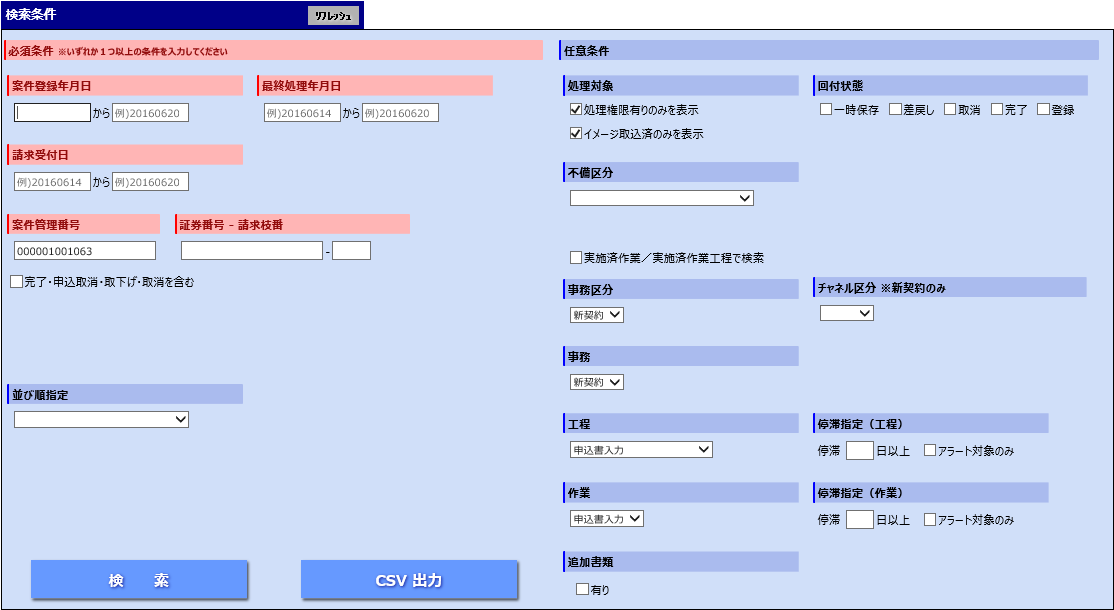 検索条件
リフレッシュ
必須条件 ※いずれか１つ以上の条件を入力してください
案件登録年月日
から 例)20160620
最終処理年月日
例)20160614 から 例)20160620
請求受付日
例)20160614 から 例)20160620
案件管理番号
000001001063
証券番号 － 請求枝番
-
完了・申込取消・取下げ・取消を含む
並び順指定
検　索
CSV 出力
任意条件
処理対象
処理権限有りのみを表示
イメージ取込済のみを表示
回付状態
一時保存 差戻し 取消 完了 登録
不備区分
実施済作業／実施済作業工程で検索
事務区分
新契約
チャネル区分 ※新契約のみ
事務
新契約
工程
申込書入力
停滞指定（工程）
停滞 日以上 アラート対象のみ
作業
申込書入力
停滞指定（作業）
停滞 日以上 アラート対象のみ
追加書類
有り